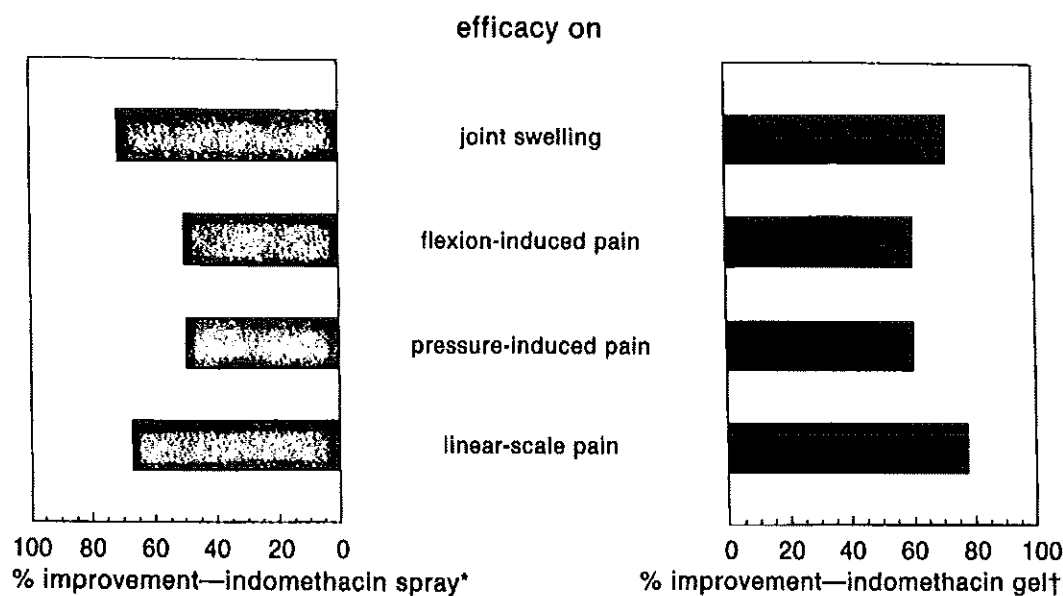 efficacy on
joint swelling
flexion-induced pain
pressure-induced pain
linear-scale pain
100 80 60 40 20 0
% improvement—indomethacin spray*
0 20 40 60 80 100
% improvement—indomethacin gel†